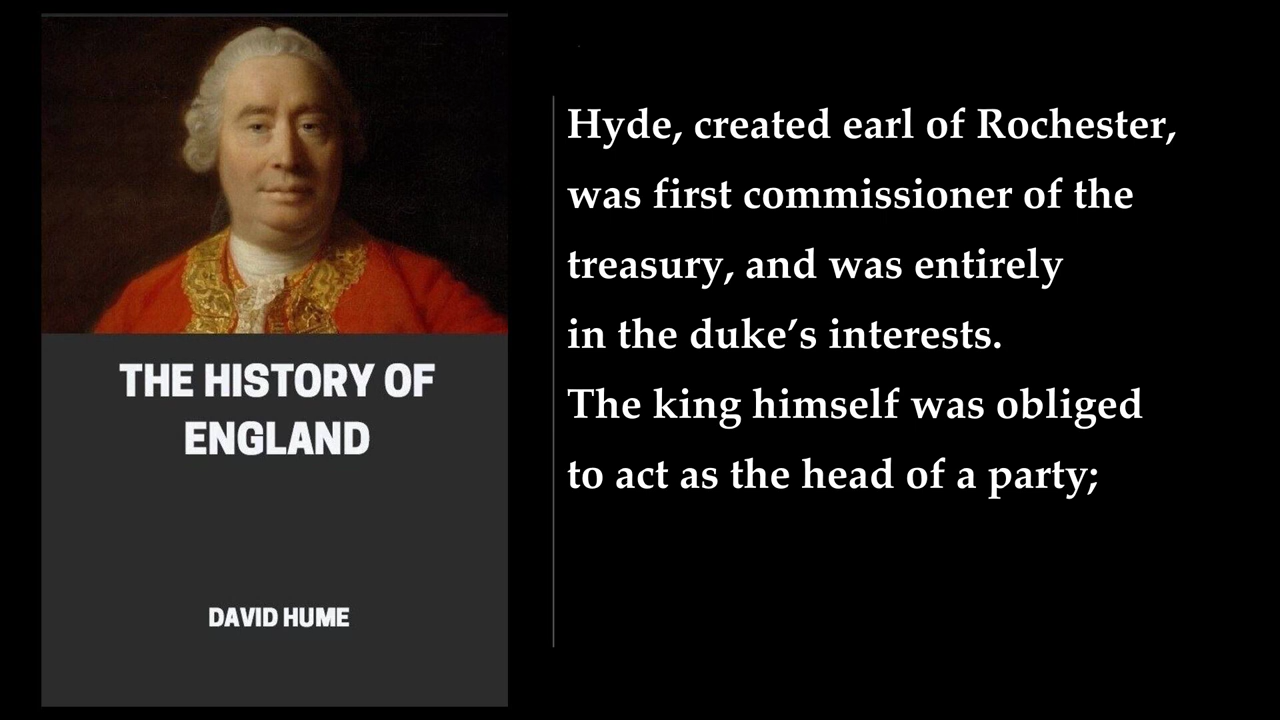 THE HISTORY OF
ENGLAND
DAVID HUME
Hyde, created earl of Rochester,
was first commissioner of the
treasury, and was entirely
in the duke’s interests.
The king himself was obliged
to act as the head of a party;